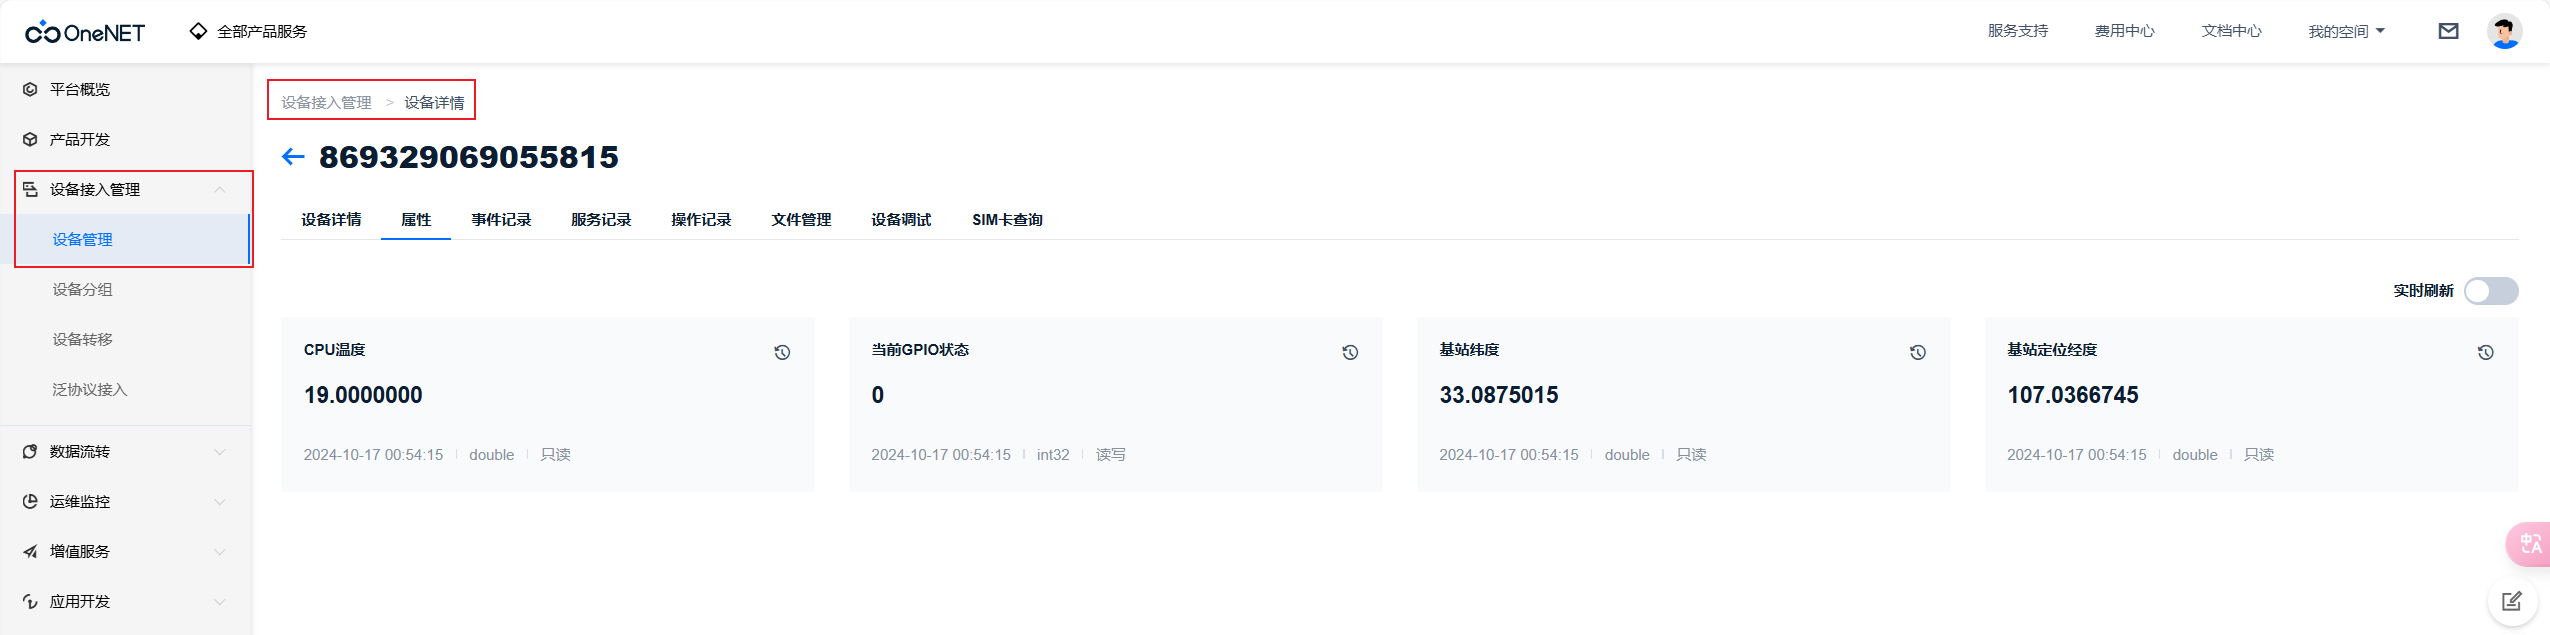 OneNET 全部产品服务 服务支持 费用中心 文档中心 我的空间
平台概览
产品开发
设备接入管理
设备管理
设备分组
设备转移
泛协议接入
数据流转
运维监控
增值服务
应用开发
设备接入管理 > 设备详情
869329069055815
设备详情 属性 事件记录 服务记录 操作记录 文件管理 设备调试 SIM卡查询
实时刷新
CPU温度
19.0000000
2024-10-17 00:54:15 double 只读
当前GPIO状态
0
2024-10-17 00:54:15 int32 读写
基站纬度
33.0875015
2024-10-17 00:54:15 double 只读
基站定位经度
107.0366745
2024-10-17 00:54:15 double 只读
中A